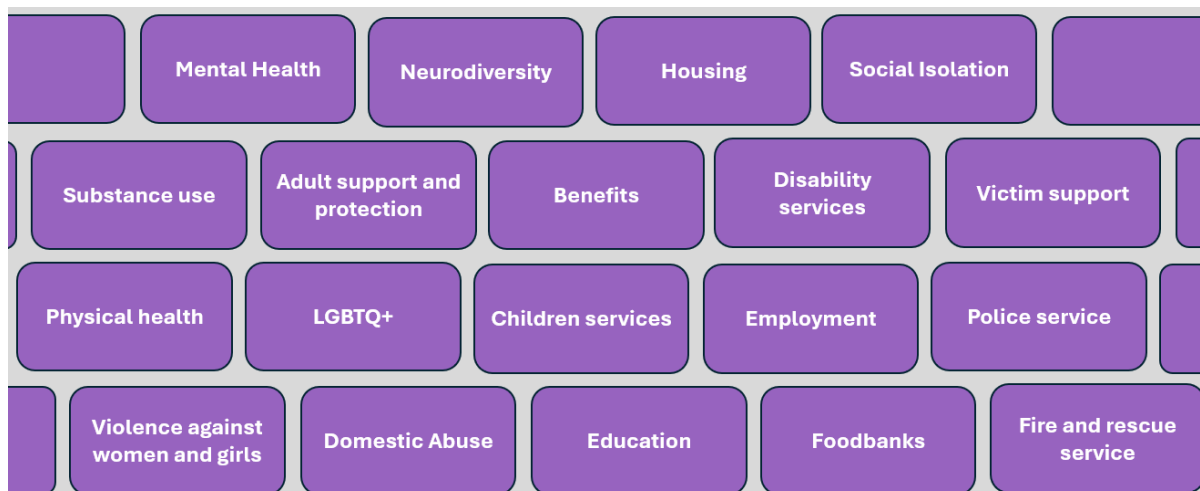 Mental Health
Neurodiversity
Housing
Social Isolation
Substance use
Adult support and
protection
Benefits
Disability
services
Victim support
Physical health
LGBTQ+
Children services
Employment
Police service
Violence against
women and girls
Domestic Abuse
Education
Foodbanks
Fire and rescue
service